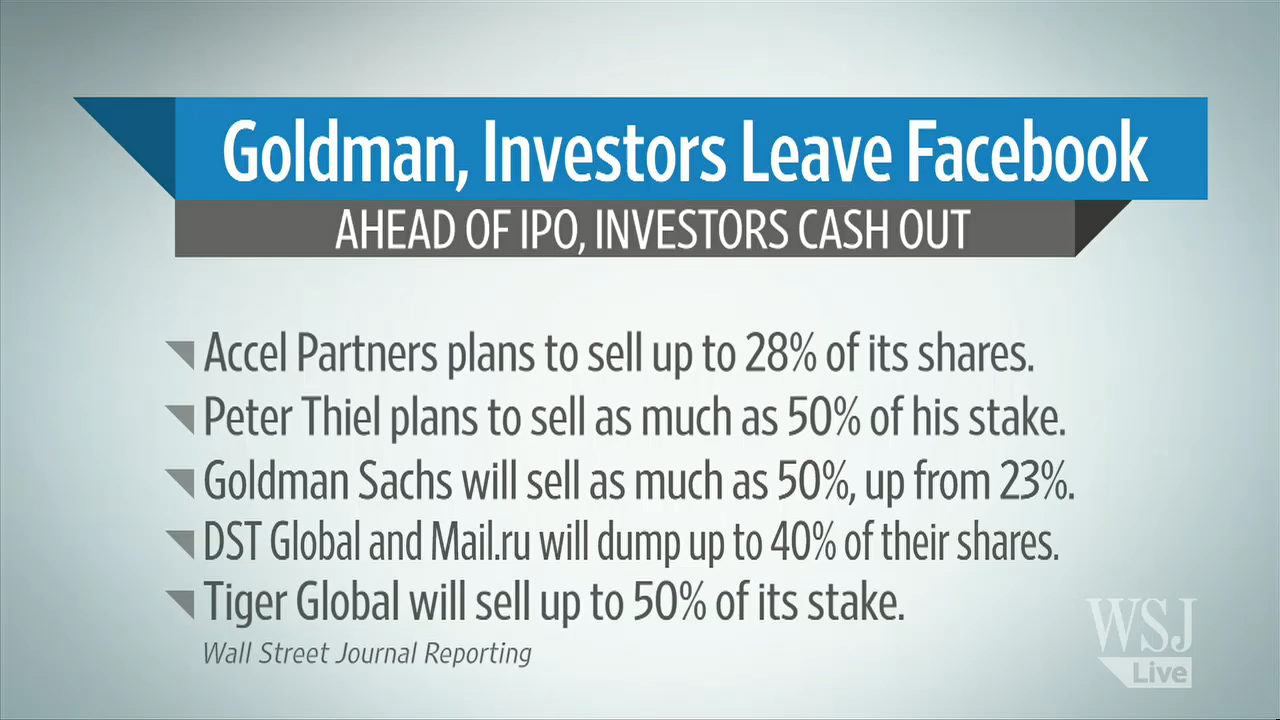 Goldman, Investors Leave Facebook
AHEAD OF IPO, INVESTORS CASH OUT
Accel Partners plans to sell up to 28% of its shares.
Peter Thiel plans to sell as much as 50% of his stake.
Goldman Sachs will sell as much as 50%, up from 23%.
DST Global and Mail.ru will dump up to 40% of their shares.
Tiger Global will sell up to 50% of its stake.
Wall Street Journal Reporting
WSJ
Live